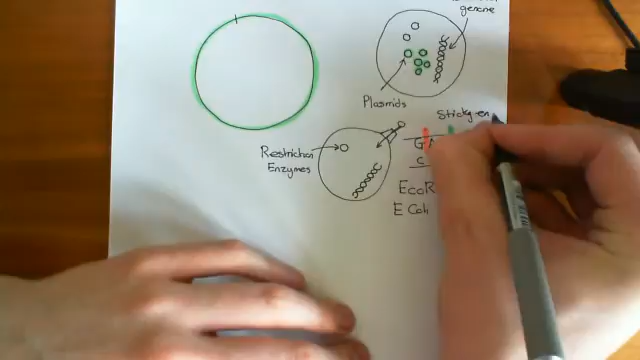 genome
Plasmids
Sticky-en
Restriction
Enzymes
G
C
EcoR
E Coli